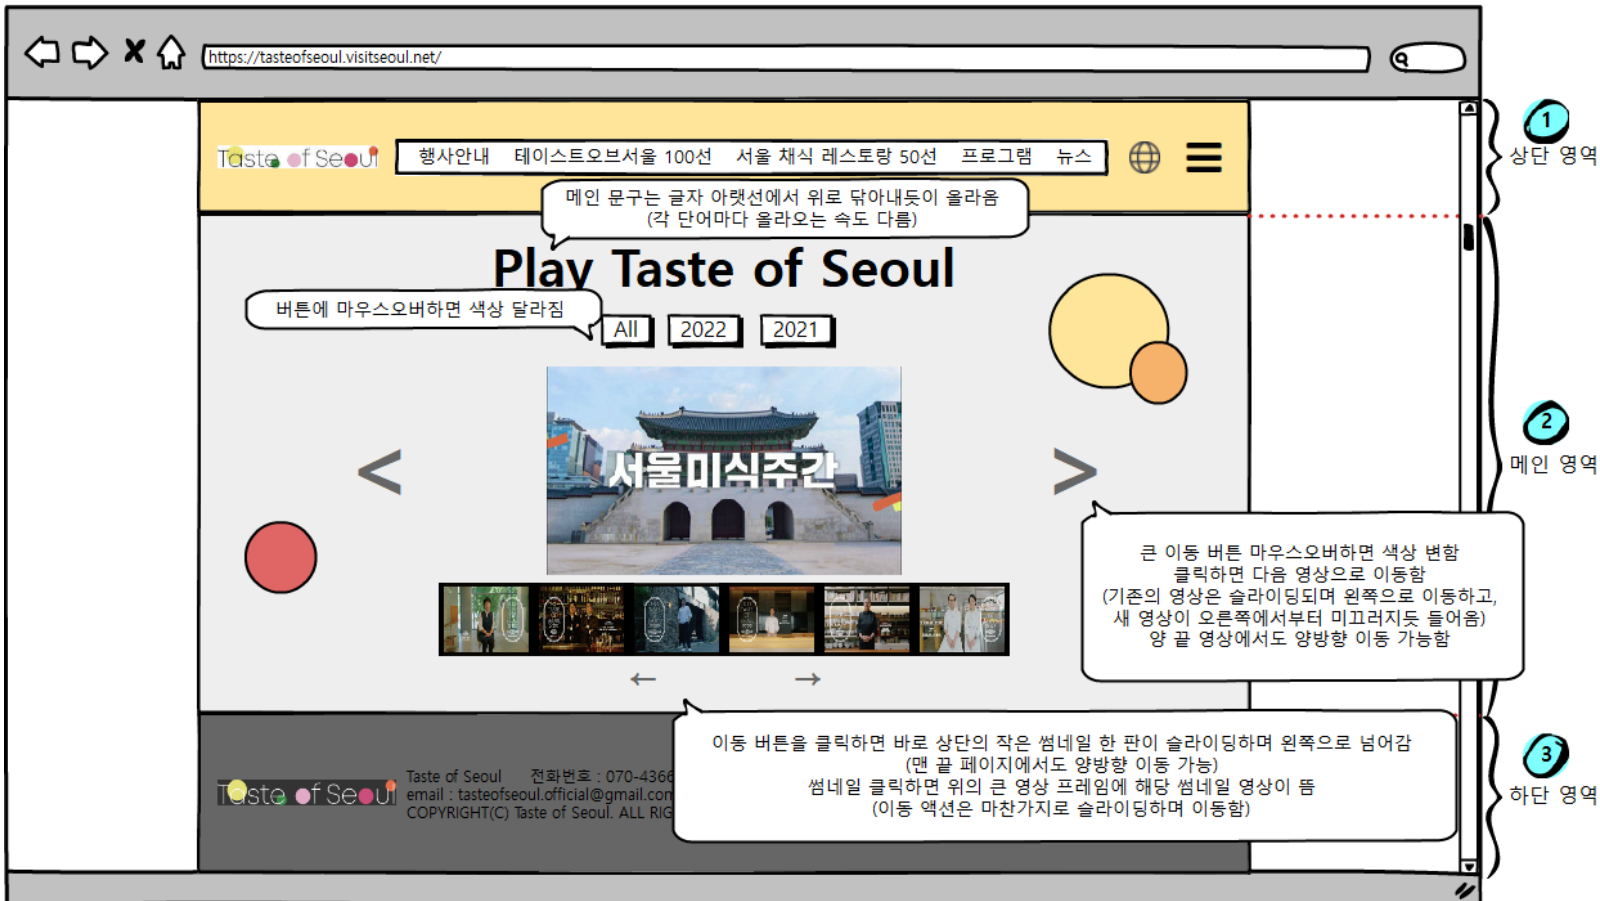 https://tasteofseoul.visitseoul.net/
Taste of Seoul
행사안내 테이스트오브서울 100선 서울 채식 레스토랑 50선 프로그램 뉴스
1
상단 영역
메인 문구는 글자 아랫선에서 위로 닦아내듯이 올라옴
(각 단어마다 올라오는 속도 다름)
Play Taste of Seoul
버튼에 마우스오버하면 색상 달라짐
All 2022 2021
서울미식주간
< >
2
메인 영역
큰 이동 버튼 마우스오버하면 색상 변함
클릭하면 다음 영상으로 이동함
(기존의 영상은 슬라이딩되며 왼쪽으로 이동하고,
새 영상이 오른쪽에서부터 미끄러지듯 들어옴)
양 끝 영상에서도 양방향 이동 가능함
← →
이동 버튼을 클릭하면 바로 상단의 작은 썸네일 한 판이 슬라이딩하며 왼쪽으로 넘어감
(맨 끝 페이지에서도 양방향 이동 가능)
썸네일 클릭하면 위의 큰 영상 프레임에 해당 썸네일 영상이 뜸
(이동 액션은 마찬가지로 슬라이딩하며 이동함)
3
하단 영역
Taste of Seoul
Taste of Seoul 전화번호 : 070-4366
email : tasteofseoul.official@gmail.com
COPYRIGHT(C) Taste of Seoul. ALL RIG